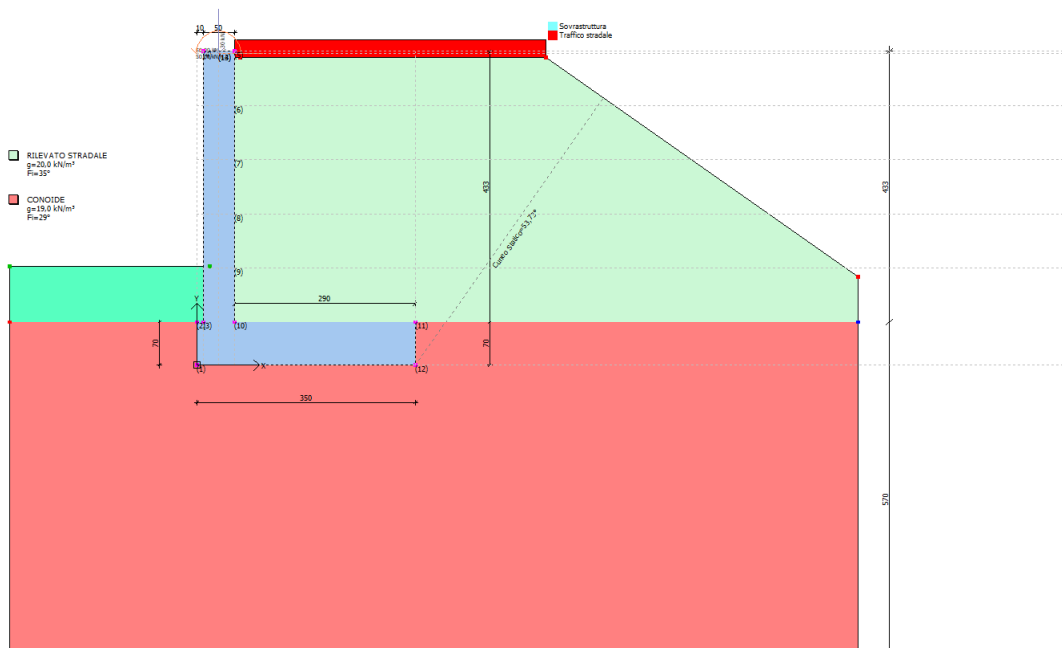 10 50
Sovrastruttura
Traffico stradale
(14)
(6)
RILEVATO STRADALE
g=20,0 kN/m³
Fi=35°
(7)
433
433
CONOIDE
g=19,0 kN/m³
Fi=29°
(8)
Cuneo statico=53,73°
(9)
Y
290
(2)
(3)
(10)
(11)
70
70
(1)
X
(12)
350
570